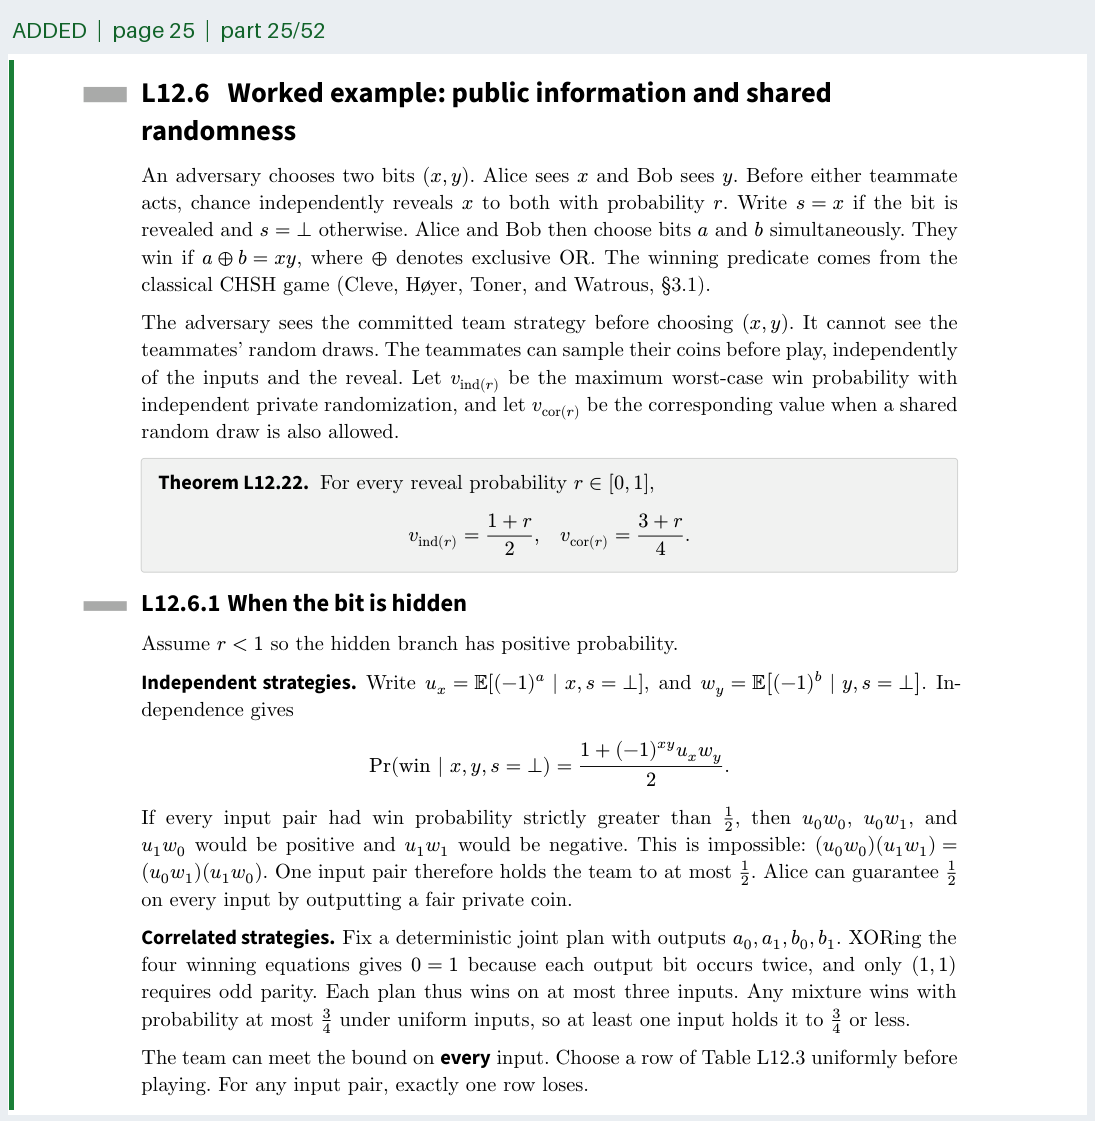 ADDED | page 25 | part 25/52
L12.6 Worked example: public information and shared
randomness
An adversary chooses two bits (x, y). Alice sees x and Bob sees y. Before either teammate
acts, chance independently reveals x to both with probability r. Write s = x if the bit is
revealed and s = ⊥ otherwise. Alice and Bob then choose bits a and b simultaneously. They
win if a ⊕ b = xy, where ⊕ denotes exclusive OR. The winning predicate comes from the
classical CHSH game (Cleve, Høyer, Toner, and Watrous, §3.1).
The adversary sees the committed team strategy before choosing (x, y). It cannot see the
teammates' random draws. The teammates can sample their coins before play, independently
of the inputs and the reveal. Let v_ind(r) be the maximum worst-case win probability with
independent private randomization, and let v_cor(r) be the corresponding value when a shared
random draw is also allowed.
Theorem L12.22. For every reveal probability r ∈ [0, 1],
v_ind(r) = (1 + r)/2, v_cor(r) = (3 + r)/4.
L12.6.1 When the bit is hidden
Assume r < 1 so the hidden branch has positive probability.
Independent strategies. Write u_x = 𝔼[(−1)^a | x, s = ⊥], and w_y = 𝔼[(−1)^b | y, s = ⊥]. In-
dependence gives
Pr(win | x, y, s = ⊥) = (1 + (−1)^{xy} u_x w_y)/2.
If every input pair had win probability strictly greater than 1/2, then u_0w_0, u_0w_1, and
u_1w_0 would be positive and u_1w_1 would be negative. This is impossible: (u_0w_0)(u_1w_1) =
(u_0w_1)(u_1w_0). One input pair therefore holds the team to at most 1/2. Alice can guarantee 1/2
on every input by outputting a fair private coin.
Correlated strategies. Fix a deterministic joint plan with outputs a_0, a_1, b_0, b_1. XORing the
four winning equations gives 0 = 1 because each output bit occurs twice, and only (1, 1)
requires odd parity. Each plan thus wins on at most three inputs. Any mixture wins with
probability at most 3/4 under uniform inputs, so at least one input holds it to 3/4 or less.
The team can meet the bound on every input. Choose a row of Table L12.3 uniformly before
playing. For any input pair, exactly one row loses.